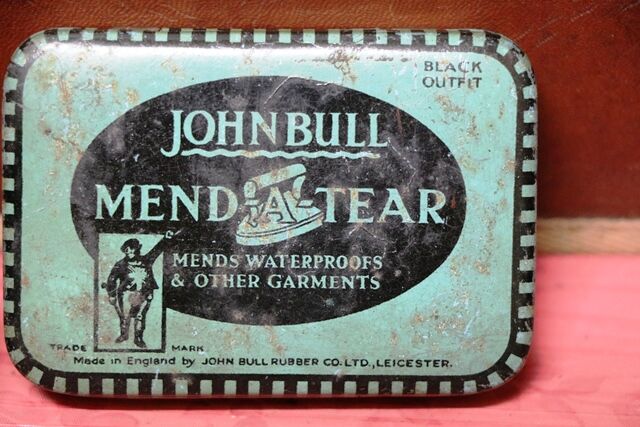 BLACK
OUTFIT
JOHN BULL
MEND-A-TEAR
MENDS WATERPROOFS
& OTHER GARMENTS
TRADE MARK
Made in England by JOHN BULL RUBBER CO. LTD., LEICESTER.